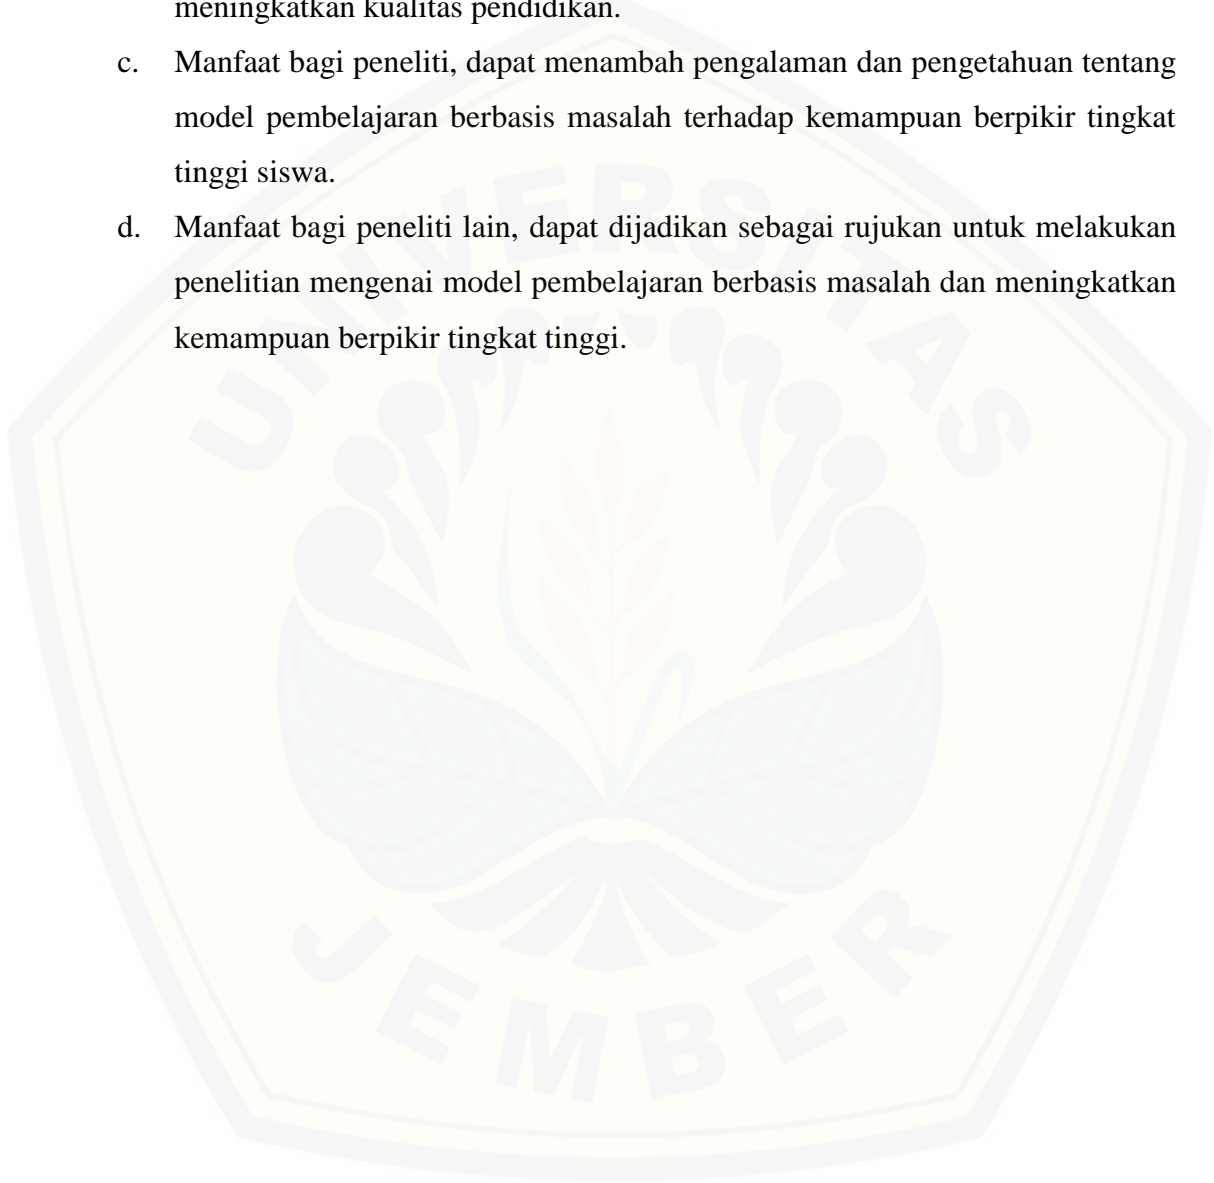 meningkatkan kualitas pendidikan.
c. Manfaat bagi peneliti, dapat menambah pengalaman dan pengetahuan tentang
model pembelajaran berbasis masalah terhadap kemampuan berpikir tingkat
tinggi siswa.
d. Manfaat bagi peneliti lain, dapat dijadikan sebagai rujukan untuk melakukan
penelitian mengenai model pembelajaran berbasis masalah dan meningkatkan
kemampuan berpikir tingkat tinggi.
UNIVERSITAS
JEMBER